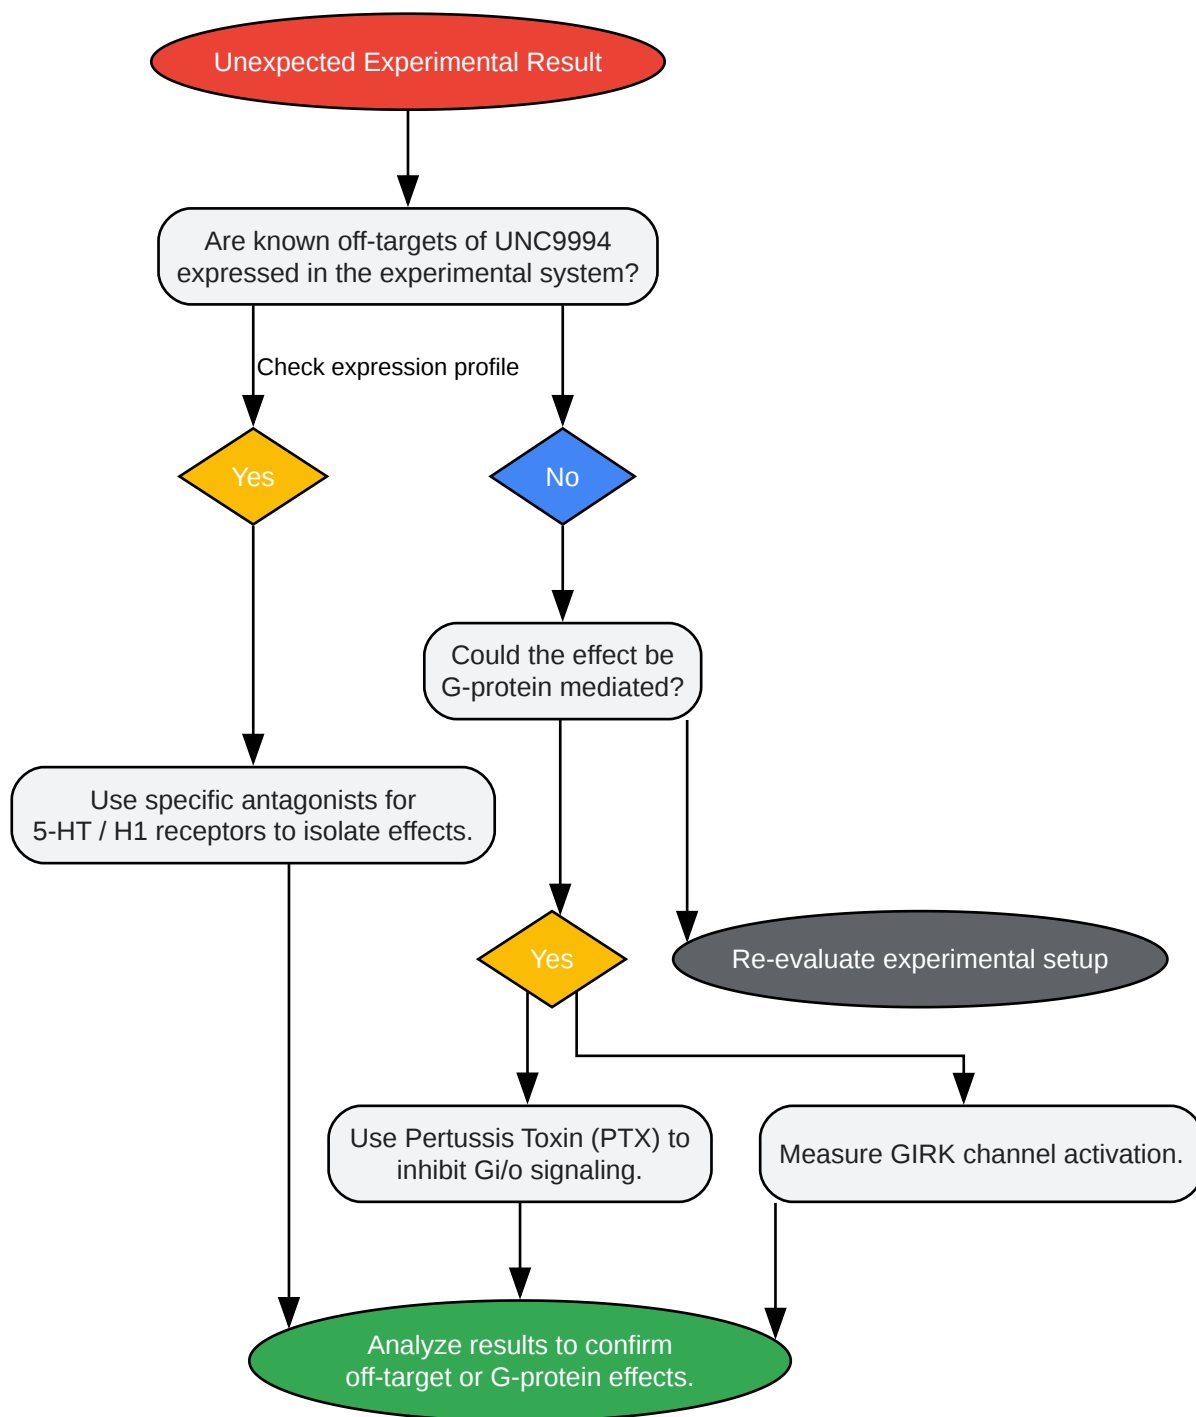 Unexpected Experimental Result
Are known off-targets of UNC9994
expressed in the experimental system?
Check expression profile
Yes
No
Could the effect be
G-protein mediated?
Use specific antagonists for
5-HT / H1 receptors to isolate effects.
Yes
Re-evaluate experimental setup
Use Pertussis Toxin (PTX) to
inhibit Gi/o signaling.
Measure GIRK channel activation.
Analyze results to confirm
off-target or G-protein effects.